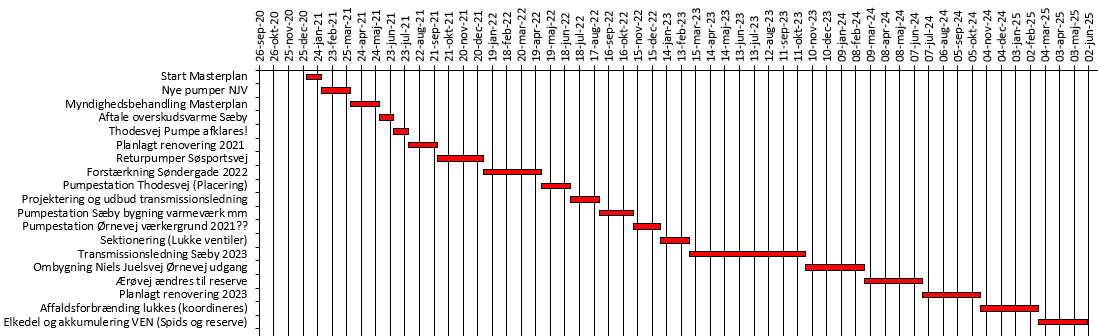 26-sep-20
26-okt-20
25-nov-20
25-dec-20
24-jan-21
23-feb-21
25-mar-21
24-apr-21
24-maj-21
23-jun-21
23-jul-21
22-aug-21
21-sep-21
21-okt-21
20-nov-21
20-dec-21
19-jan-22
18-feb-22
20-mar-22
19-apr-22
19-maj-22
18-jun-22
18-jul-22
17-aug-22
16-sep-22
16-okt-22
15-nov-22
15-dec-22
14-jan-23
13-feb-23
15-mar-23
14-apr-23
14-maj-23
13-jun-23
13-jul-23
12-aug-23
11-sep-23
11-okt-23
10-nov-23
10-dec-23
09-jan-24
08-feb-24
09-mar-24
08-apr-24
08-maj-24
07-jun-24
07-jul-24
06-aug-24
05-sep-24
05-okt-24
04-nov-24
04-dec-24
03-jan-25
02-feb-25
04-mar-25
03-apr-25
03-maj-25
02-jun-25
Start Masterplan
Nye pumper NJV
Myndighedsbehandling Masterplan
Aftale overskudsvarme Sæby
Thodesvej Pumpe afklares!
Planlagt renovering 2021
Returpumper Søsportsvej
Forstærkning Søndergade 2022
Pumpestation Thodesvej (Placering)
Projektering og udbud transmissionsledning
Pumpestation Sæby bygning varmeværk mm
Pumpestation Ørnevej værkergrund 2021??
Sektionering (Lukke ventiler)
Transmissionsledning Sæby 2023
Ombygning Niels Juelsvej Ørnevej udgang
Ærøvej ændres til reserve
Planlagt renovering 2023
Affaldsforbrænding lukkes (koordineres)
Elkedel og akkumulering VEN (Spids og reserve)